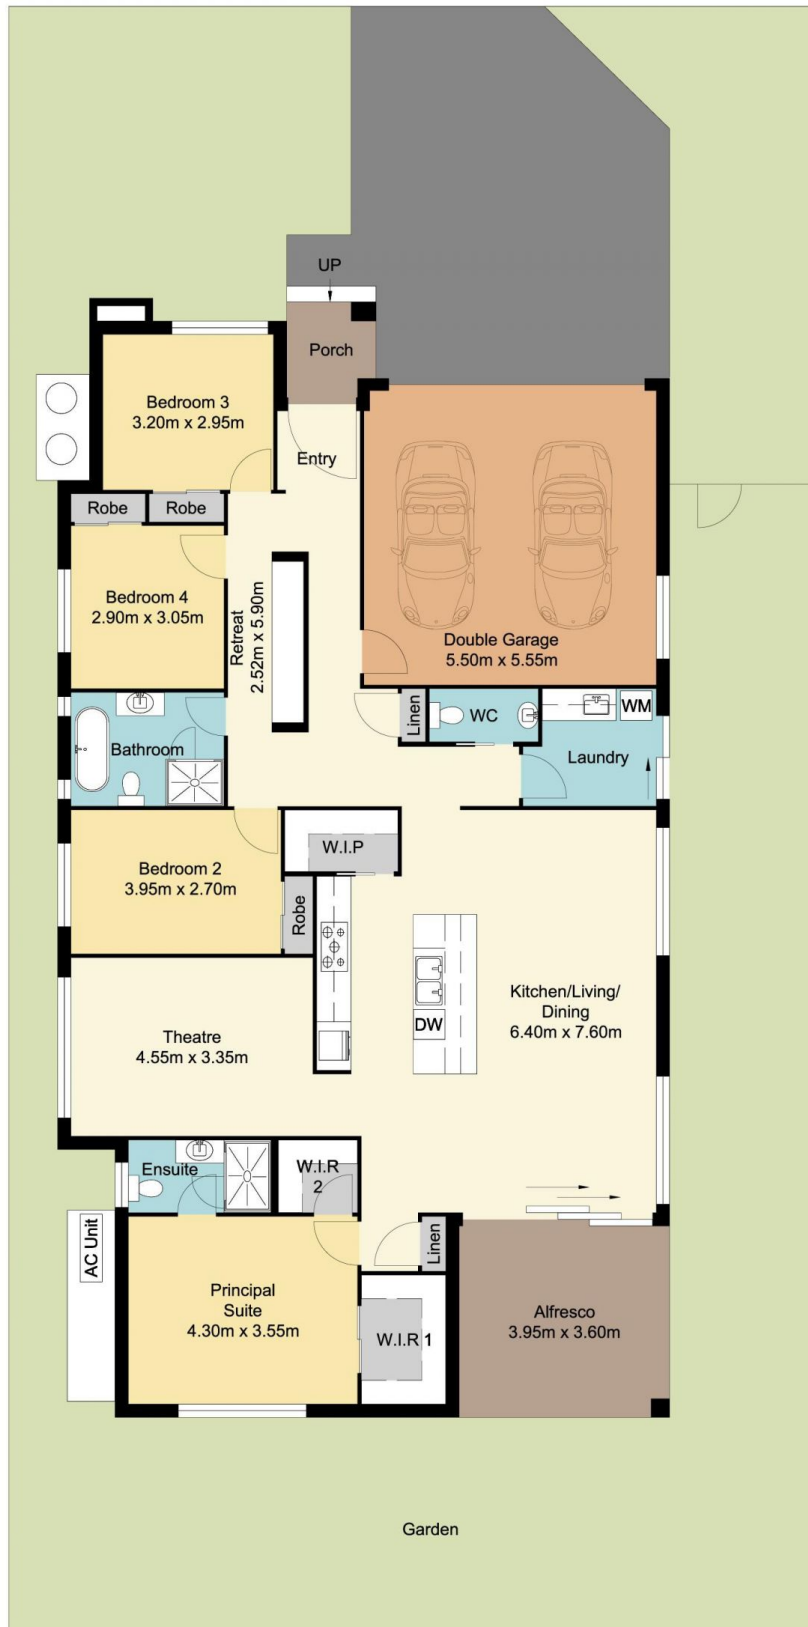 UP
Porch
Bedroom 3
3.20m x 2.95m
Entry
Robe
Robe
Bedroom 4
2.90m x 3.05m
Retreat
2.52m x 5.90m
Double Garage
5.50m x 5.55m
Linen
WC
WM
Laundry
Bathroom
W.I.P
Bedroom 2
3.95m x 2.70m
Robe
Kitchen/Living/
Dining
6.40m x 7.60m
DW
Theatre
4.55m x 3.35m
Ensuite
W.I.R
2
AC Unit
Linen
Principal
Suite
4.30m x 3.55m
W.I.R 1
Alfresco
3.95m x 3.60m
Garden